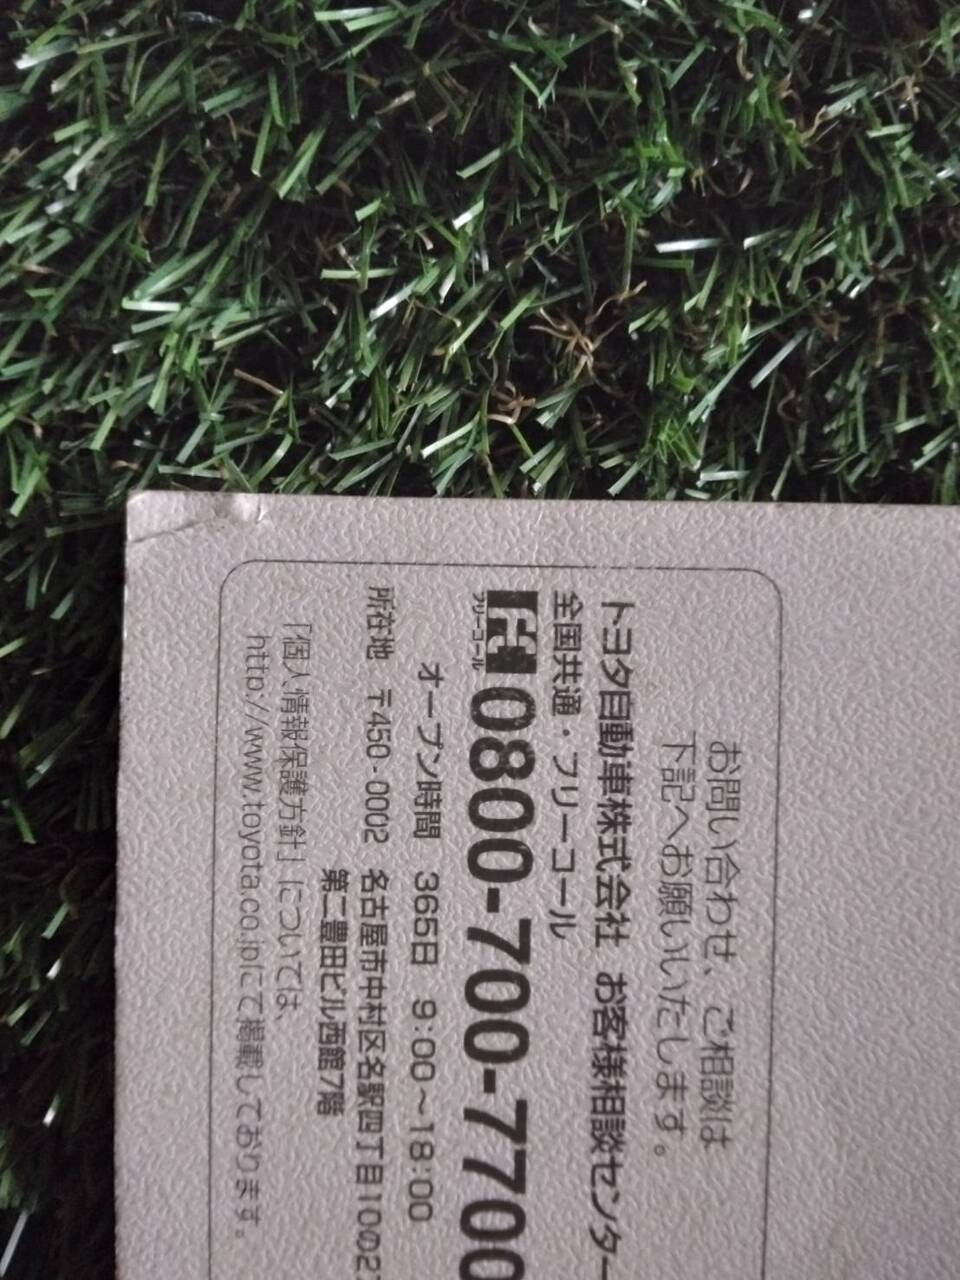 お問い合わせ、ご相談は
下記へお願いいたします。
トヨタ自動車株式会社 お客様相談センター
全国共通・フリーコール
フリーコール 0800-700-7700
オープン時間 365日 9:00～18:00
所在地 〒450-0002 名古屋市中村区名駅四丁目10の27
第二豊田ビル西館7階
「個人情報保護方針」については、
http://www.toyota.co.jpにて掲載しております。